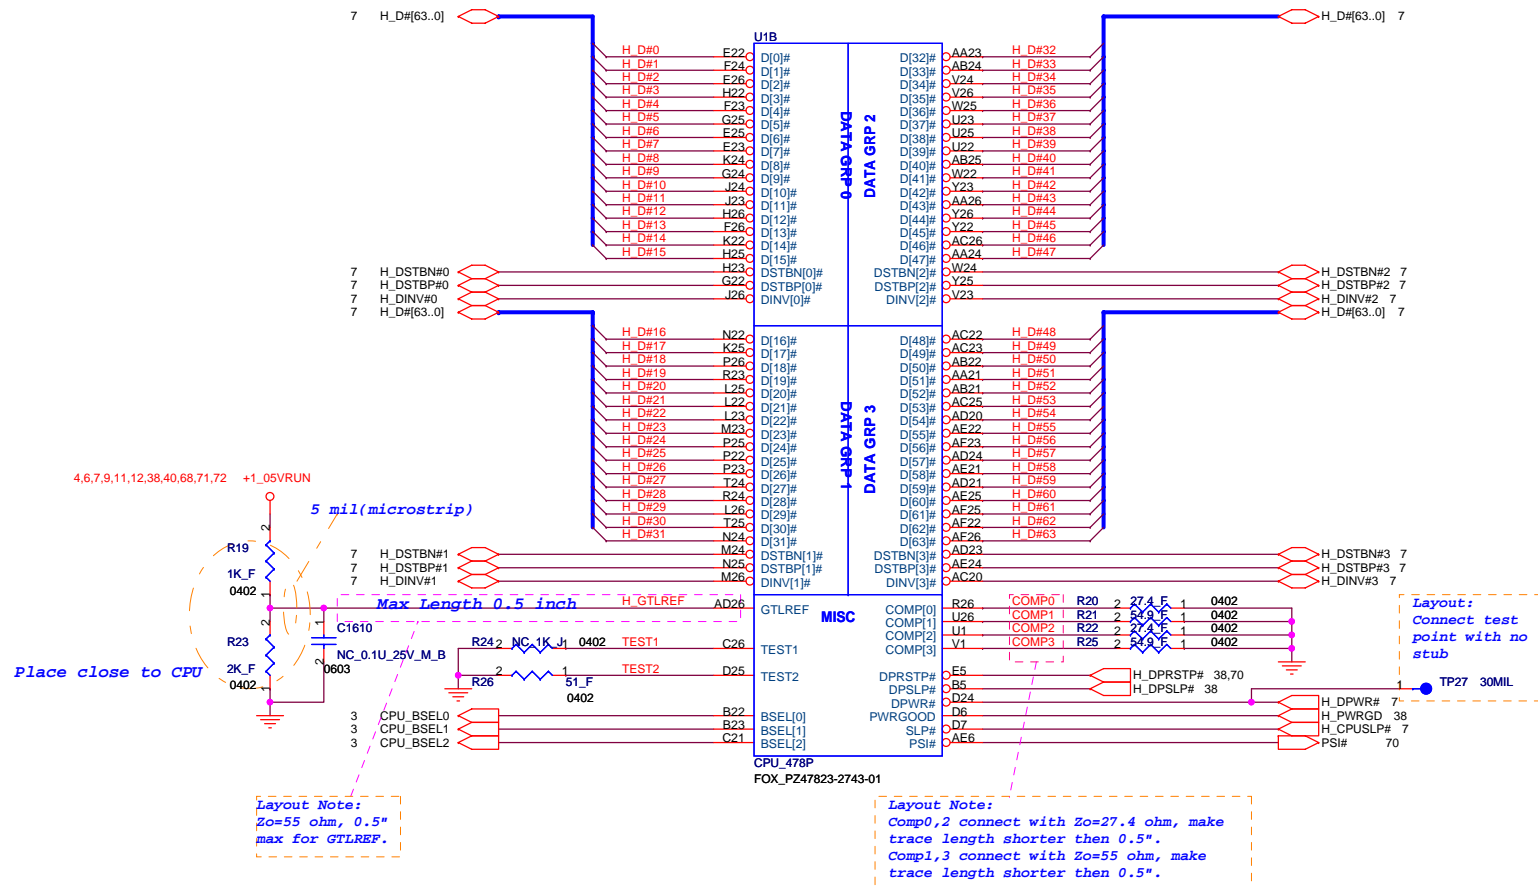 7 H_D#[63..0]
H_D#[63..0] 7
U1B
H_D#0 E22 D[0]#
H_D#1 F24 D[1]#
H_D#2 E26 D[2]#
H_D#3 H22 D[3]#
H_D#4 F23 D[4]#
H_D#5 G25 D[5]#
H_D#6 E25 D[6]#
H_D#7 E23 D[7]#
H_D#8 K24 D[8]#
H_D#9 G24 D[9]#
H_D#10 J24 D[10]#
H_D#11 J23 D[11]#
H_D#12 H26 D[12]#
H_D#13 F26 D[13]#
H_D#14 K22 D[14]#
H_D#15 H25 D[15]#
7 H_DSTBN#0 H23 DSTBN[0]#
7 H_DSTBP#0 G22 DSTBP[0]#
7 H_DINV#0 J26 DINV[0]#
7 H_D#[63..0]
DATA GRP 0
DATA GRP 2
D[32]# AA23 H_D#32
D[33]# AB24 H_D#33
D[34]# V24 H_D#34
D[35]# V26 H_D#35
D[36]# W25 H_D#36
D[37]# U23 H_D#37
D[38]# U25 H_D#38
D[39]# U22 H_D#39
D[40]# AB25 H_D#40
D[41]# W22 H_D#41
D[42]# Y23 H_D#42
D[43]# AA26 H_D#43
D[44]# Y26 H_D#44
D[45]# Y22 H_D#45
D[46]# AC26 H_D#46
D[47]# AA24 H_D#47
DSTBN[2]# W24 H_DSTBN#2 7
DSTBP[2]# Y25 H_DSTBP#2 7
DINV[2]# V23 H_DINV#2 7
H_D#[63..0] 7
H_D#16 N22 D[16]#
H_D#17 K25 D[17]#
H_D#18 P26 D[18]#
H_D#19 R23 D[19]#
H_D#20 L25 D[20]#
H_D#21 L22 D[21]#
H_D#22 L23 D[22]#
H_D#23 M23 D[23]#
H_D#24 P25 D[24]#
H_D#25 P22 D[25]#
H_D#26 P23 D[26]#
H_D#27 T24 D[27]#
H_D#28 R24 D[28]#
H_D#29 L26 D[29]#
H_D#30 T25 D[30]#
H_D#31 N24 D[31]#
7 H_DSTBN#1 M24 DSTBN[1]#
7 H_DSTBP#1 N25 DSTBP[1]#
7 H_DINV#1 M26 DINV[1]#
DATA GRP 1
DATA GRP 3
D[48]# AC22 H_D#48
D[49]# AC23 H_D#49
D[50]# AB22 H_D#50
D[51]# AA21 H_D#51
D[52]# AB21 H_D#52
D[53]# AC25 H_D#53
D[54]# AD20 H_D#54
D[55]# AE22 H_D#55
D[56]# AF23 H_D#56
D[57]# AD24 H_D#57
D[58]# AE21 H_D#58
D[59]# AD21 H_D#59
D[60]# AE25 H_D#60
D[61]# AF25 H_D#61
D[62]# AF22 H_D#62
D[63]# AF26 H_D#63
DSTBN[3]# AD23 H_DSTBN#3 7
DSTBP[3]# AE24 H_DSTBP#3 7
DINV[3]# AC20 H_DINV#3 7
4,6,7,9,11,12,38,40,68,71,72 +1_05VRUN
5 mil(microstrip)
2
R19
1K_F
0402
1
2
R23
2K_F
0402
1
Place close to CPU
1
C1610
NC_0.1U_25V_M_B
2
0603
Max Length 0.5 inch
H_GTLREF AD26 GTLREF
R24 2 NC_1K_J 1 0402 TEST1 C26 TEST1
R26 2 51_F 1 0402 TEST2 D25 TEST2
3 CPU_BSEL0 B22 BSEL[0]
3 CPU_BSEL1 B23 BSEL[1]
3 CPU_BSEL2 C21 BSEL[2]
MISC
COMP[0] R26 COMP0 R20 2 27.4_F 1 0402
COMP[1] U26 COMP1 R21 2 54.9_F 1 0402
COMP[2] U1 COMP2 R22 2 27.4_F 1 0402
COMP[3] V1 COMP3 R25 2 54.9_F 1 0402
DPRSTP# E5 H_DPRSTP# 38,70
DPSLP# B5 H_DPSLP# 38
DPWR# D24 H_DPWR# 7
PWRGOOD D6 H_PWRGD 38
SLP# D7 H_CPUSLP# 7
PSI# AE6 PSI# 70
1 TP27 30MIL
Layout:
Connect test
point with no
stub
CPU_478P
FOX_PZ47823-2743-01
Layout Note:
Zo=55 ohm, 0.5"
max for GTLREF.
Layout Note:
Comp0,2 connect with Zo=27.4 ohm, make
trace length shorter then 0.5".
Comp1,3 connect with Zo=55 ohm, make
trace length shorter then 0.5".